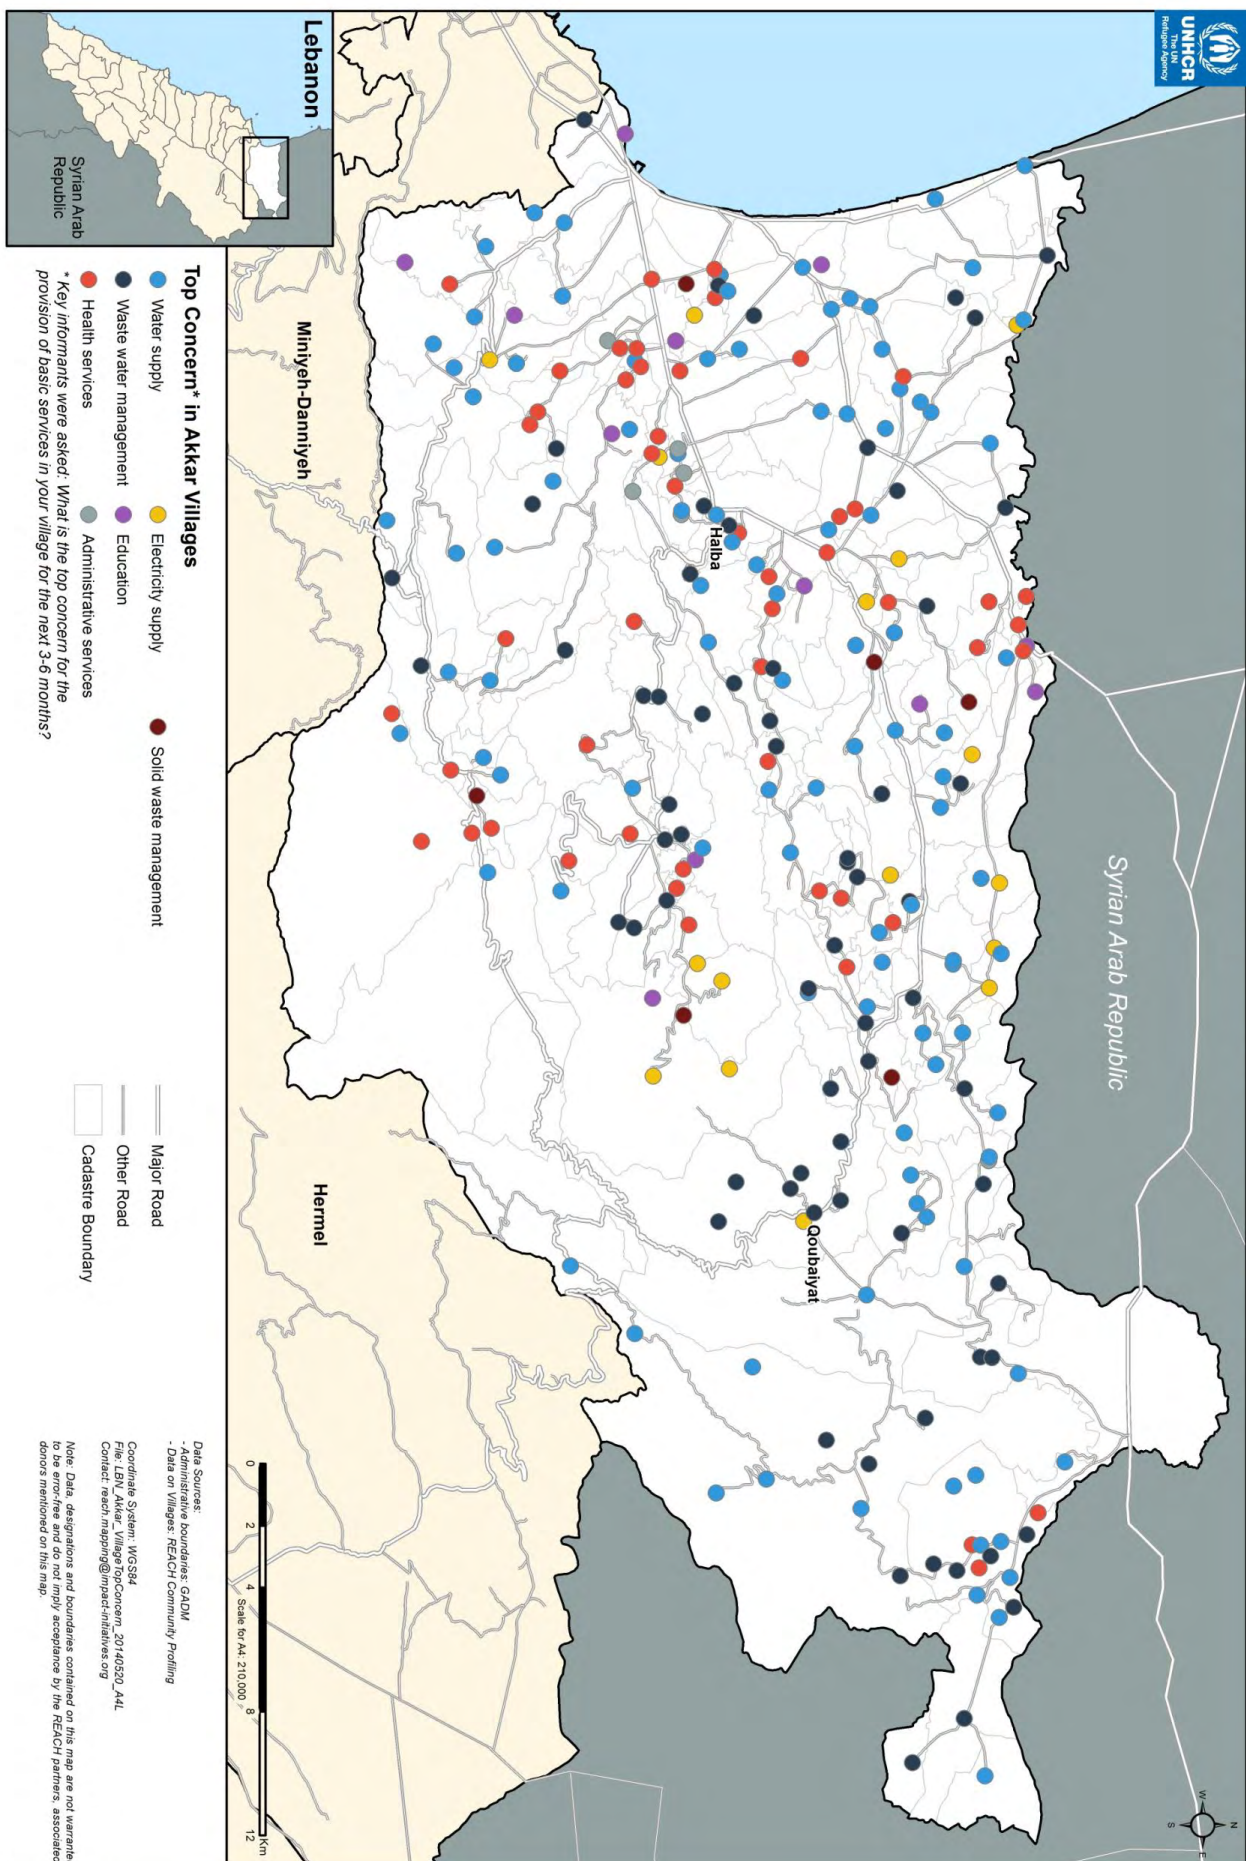 UNHCR
The UN
Refugee Agency
N
W
E
S
Syrian Arab Republic
Halba
Qoubaiyat
Miniyeh-Danniyeh
Hermel
Lebanon
Syrian Arab
Republic
Top Concern* in Akkar Villages
Water supply
Electricity supply
Solid waste management
Waste water management
Education
Health services
Administrative services
* Key informants were asked: What is the top concern for the
provision of basic services in your village for the next 3-6 months?
Major Road
Other Road
Cadastre Boundary
0
2
4
8
12
Km
Scale for A4: 210,000
Data Sources:
- Administrative boundaries: GADM
- Data on Villages: REACH Community Profiling
Coordinate System: WGS84
File: LBN_Akkar_VillageTopConcern_20140520_A4L
Contact: reach.mapping@impact-initiatives.org
Note: Data, designations and boundaries contained on this map are not warrante
to be error-free and do not imply acceptance by the REACH partners, associated
donors mentioned on this map.